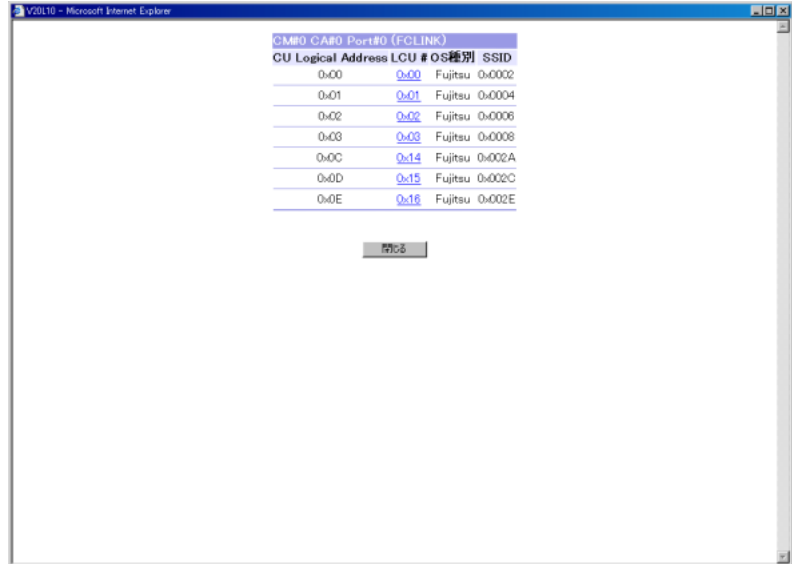 V20L10 - Microsoft Internet Explorer
CM#0 CA#0 Port#0 (FCLINK)
CU Logical Address LCU # OS種別 SSID
0x00 0x00 Fujitsu 0x0002
0x01 0x01 Fujitsu 0x0004
0x02 0x02 Fujitsu 0x0006
0x03 0x03 Fujitsu 0x0008
0x0C 0x14 Fujitsu 0x002A
0x0D 0x15 Fujitsu 0x002C
0x0E 0x16 Fujitsu 0x002E
閉じる